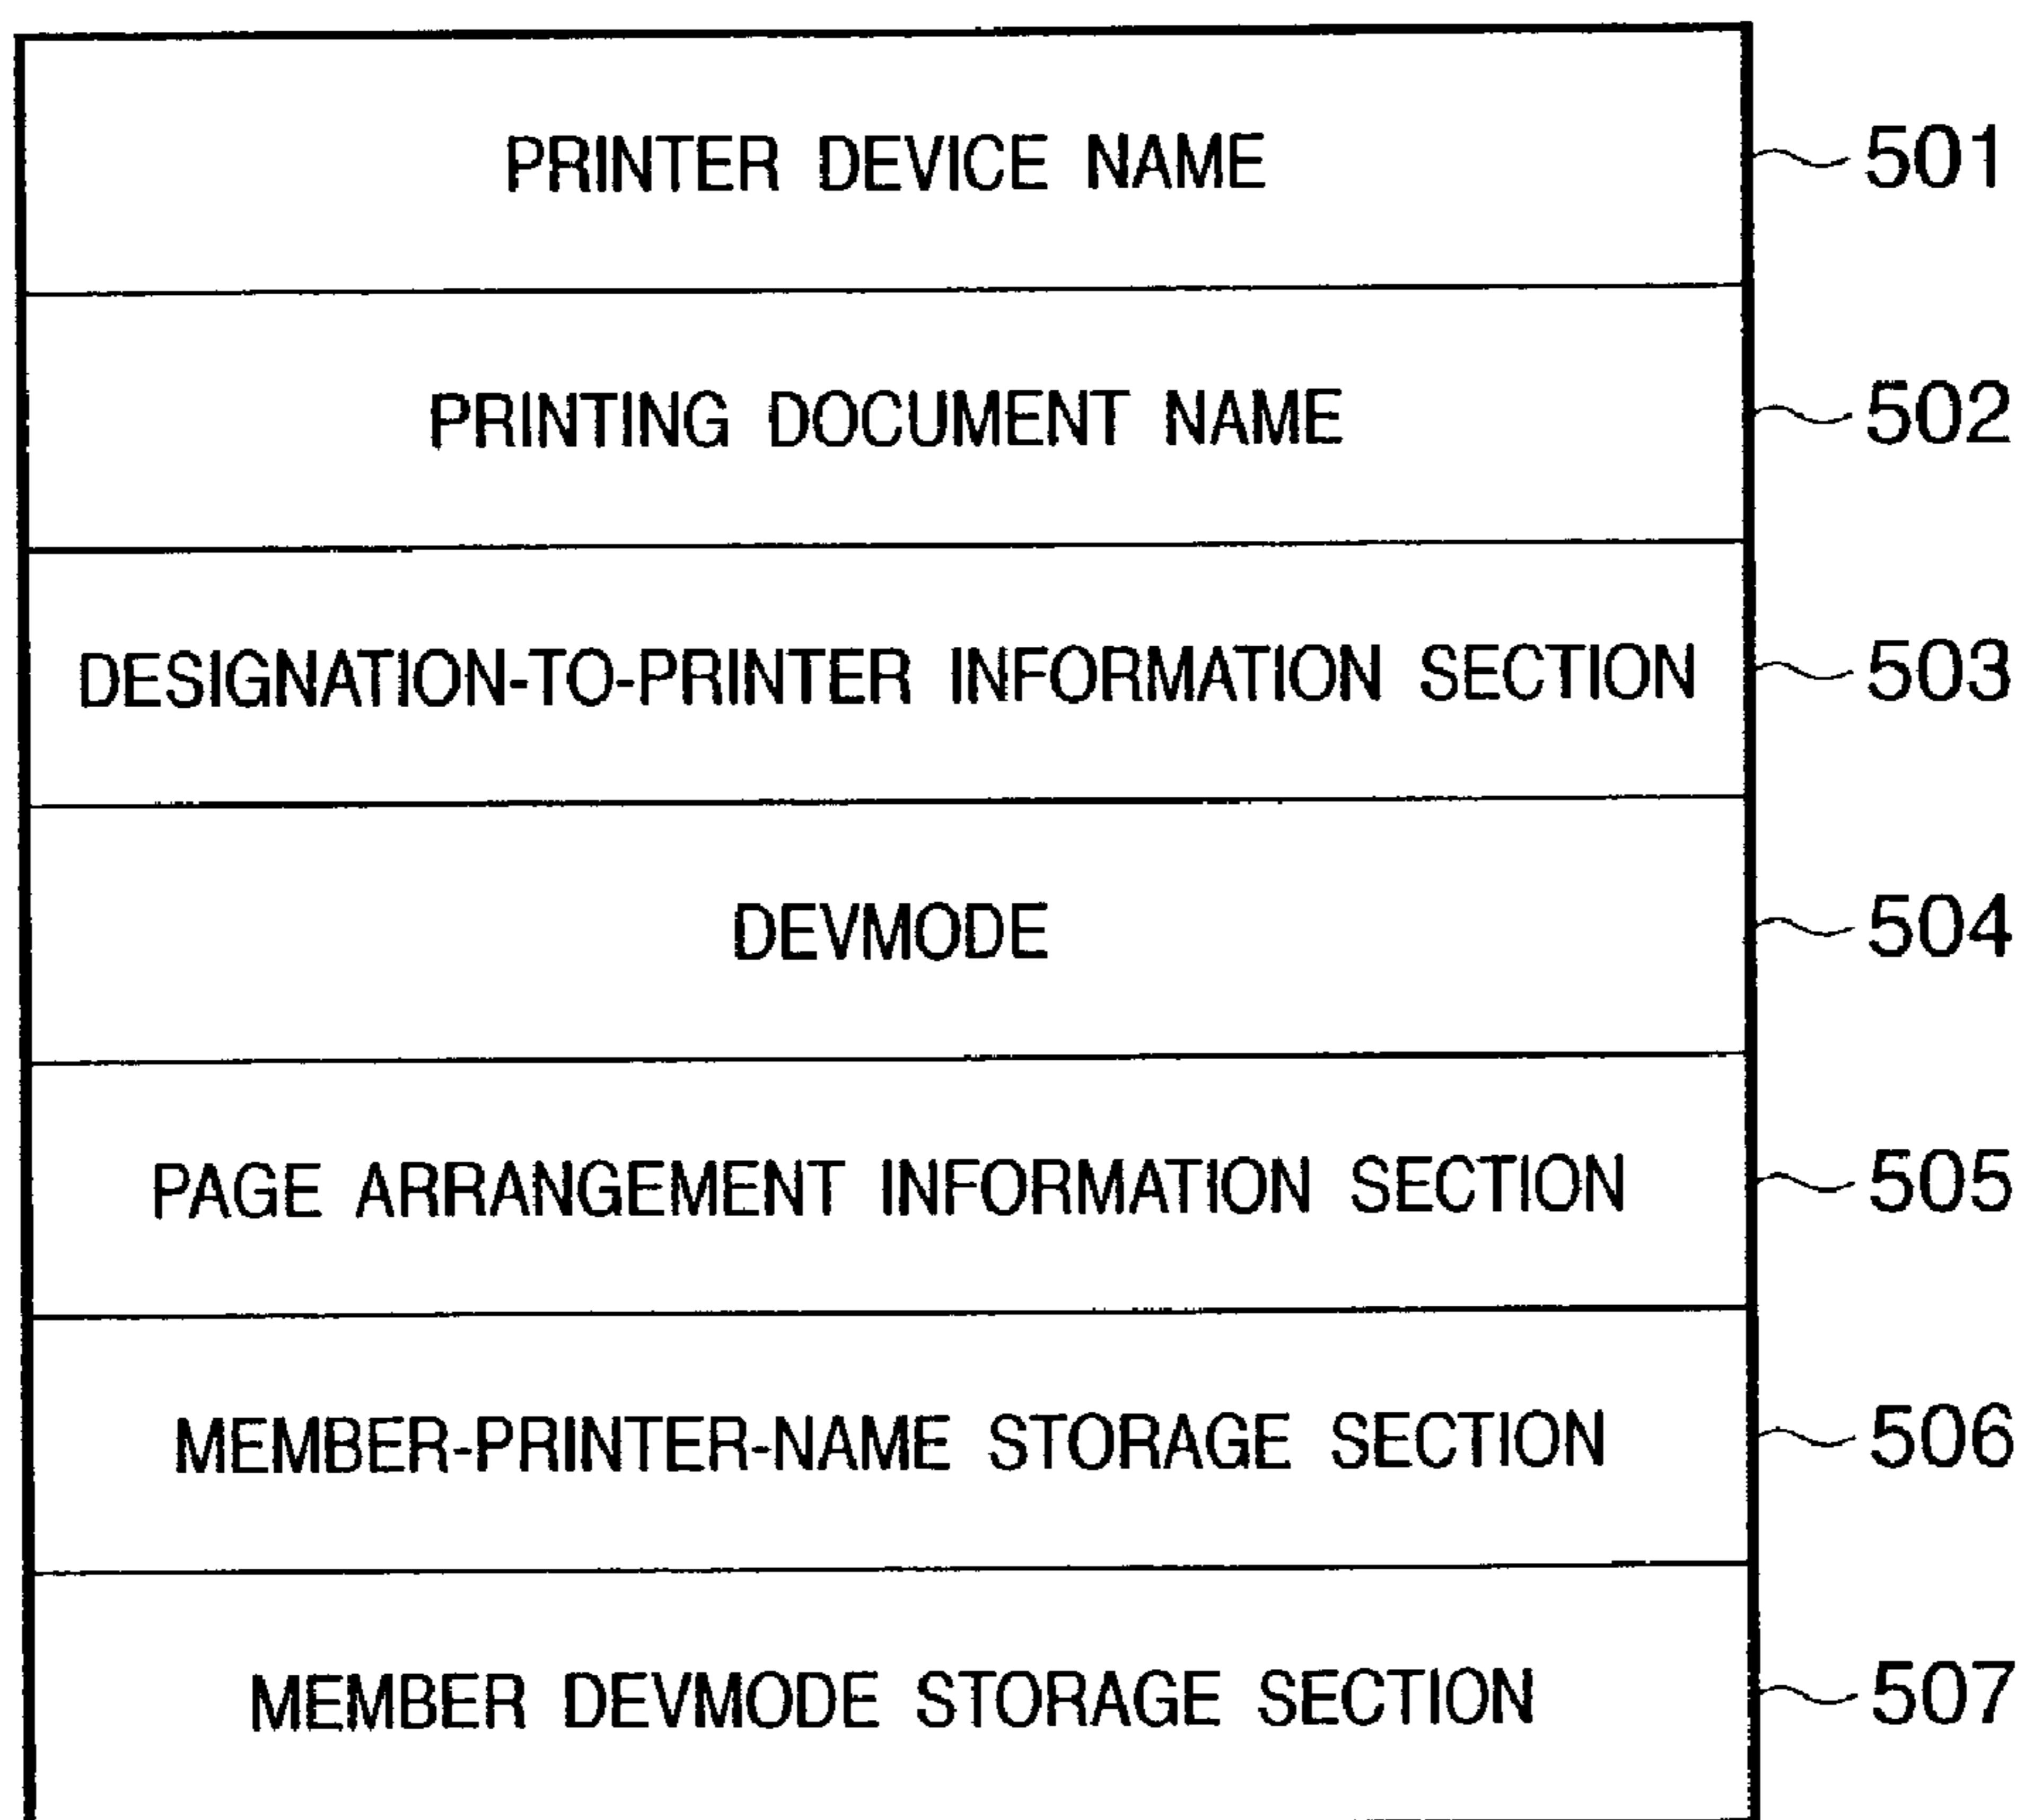 PRINTER DEVICE NAME 501
PRINTING DOCUMENT NAME 502
DESIGNATION-TO-PRINTER INFORMATION SECTION 503
DEVMODE 504
PAGE ARRANGEMENT INFORMATION SECTION 505
MEMBER-PRINTER-NAME STORAGE SECTION 506
MEMBER DEVMODE STORAGE SECTION 507